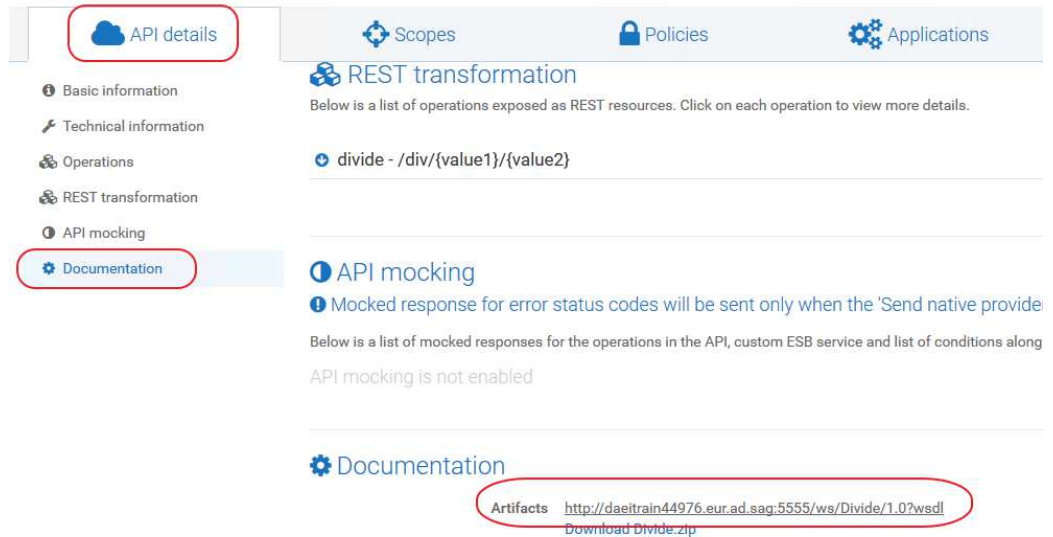 API details
Scopes
Policies
Applications
Basic information
Technical information
Operations
REST transformation
API mocking
Documentation
REST transformation
Below is a list of operations exposed as REST resources. Click on each operation to view more details.
divide - /div/{value1}/{value2}
API mocking
Mocked response for error status codes will be sent only when the 'Send native provide
Below is a list of mocked responses for the operations in the API, custom ESB service and list of conditions along
API mocking is not enabled
Documentation
Artifacts http://daeitrain44976.eur.ad.sag:5555/ws/Divide/1.0?wsdl
Download Divide.zip